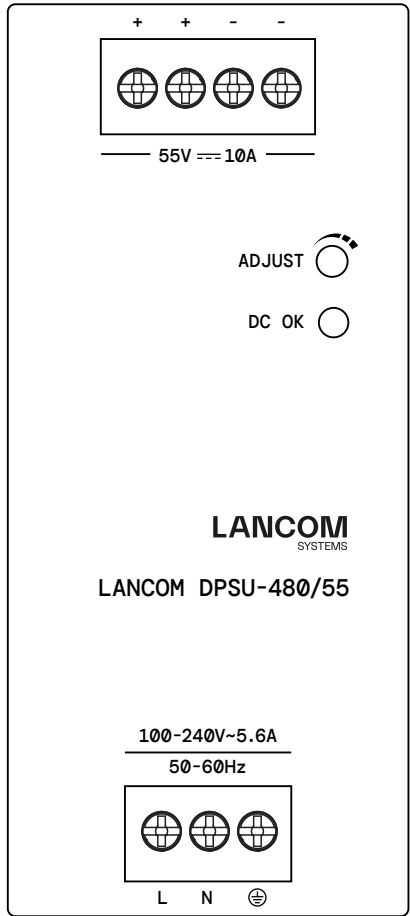 + + - -
55V ⎓ 10A
ADJUST
DC OK
LANCOM
SYSTEMS
LANCOM DPSU-480/55
100-240V~5.6A
50-60Hz
L N ⏚